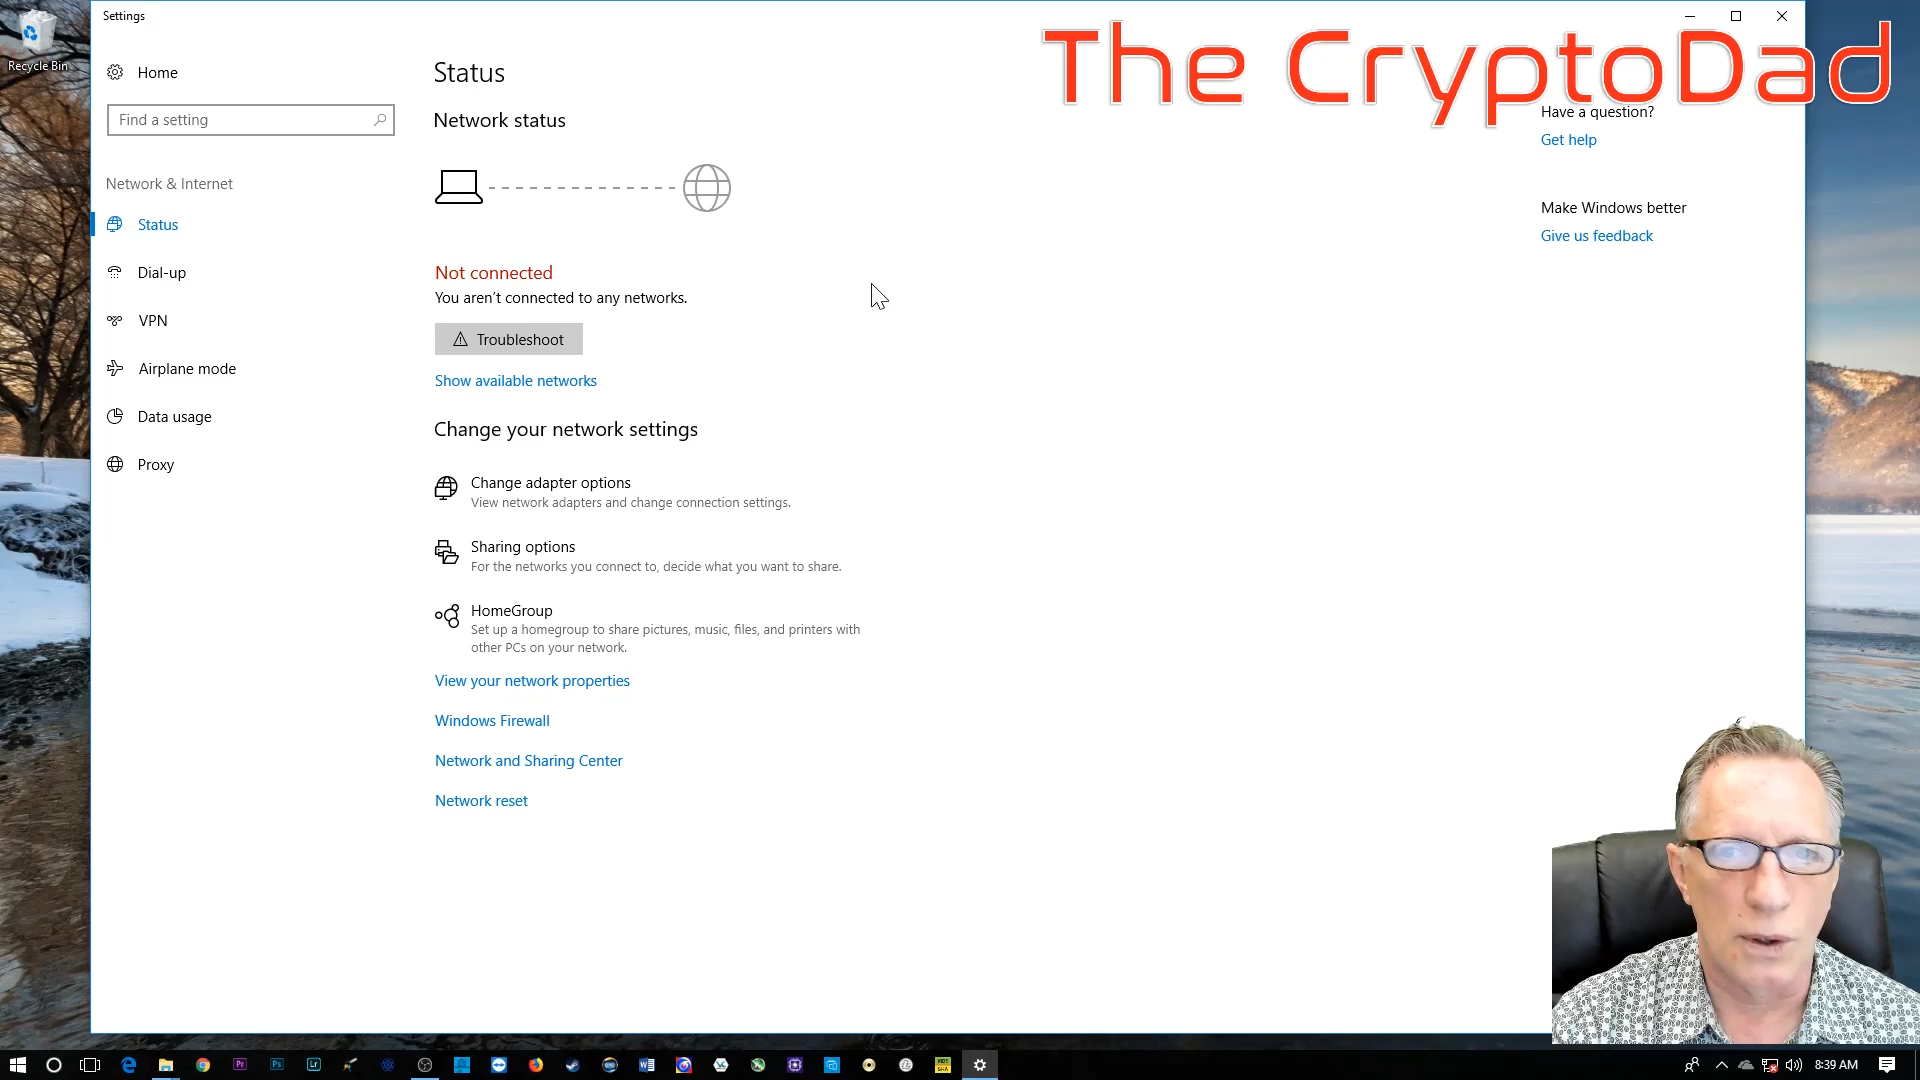 Settings
The CryptoDad
Recycle Bin
Home
Find a setting
Network & Internet
Status
Dial-up
VPN
Airplane mode
Data usage
Proxy
Status
Network status
Not connected
You aren't connected to any networks.
Troubleshoot
Show available networks
Change your network settings
Change adapter options
View network adapters and change connection settings.
Sharing options
For the networks you connect to, decide what you want to share.
HomeGroup
Set up a homegroup to share pictures, music, files, and printers with
other PCs on your network.
View your network properties
Windows Firewall
Network and Sharing Center
Network reset
Have a question?
Get help
Make Windows better
Give us feedback
Pr
Ps
Lr
8:39 AM